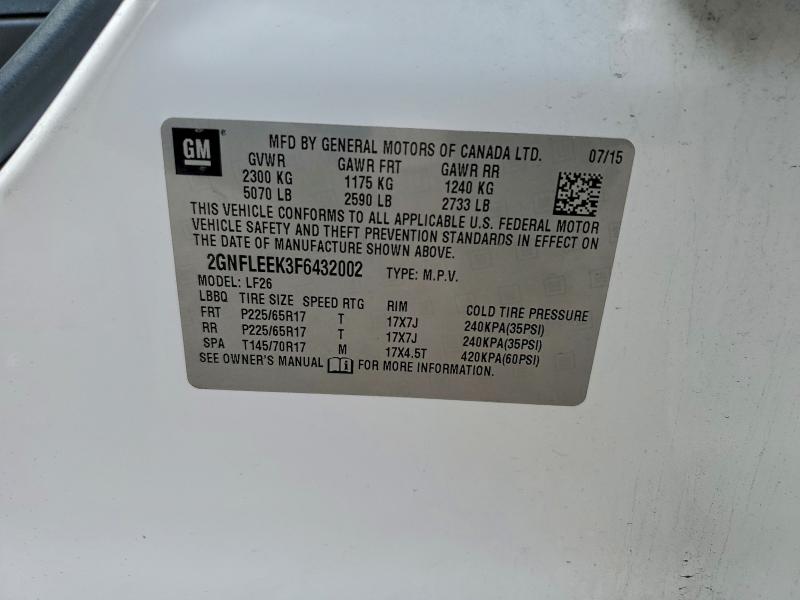 GM
MFD BY GENERAL MOTORS OF CANADA LTD. 07/15
GVWR GAWR FRT GAWR RR
2300 KG 1175 KG 1240 KG
5070 LB 2590 LB 2733 LB
THIS VEHICLE CONFORMS TO ALL APPLICABLE U.S. FEDERAL MOTOR
VEHICLE SAFETY AND THEFT PREVENTION STANDARDS IN EFFECT ON
THE DATE OF MANUFACTURE SHOWN ABOVE.
2GNFLEEK3F6432002 TYPE: M.P.V.
MODEL: LF26
LBBQ TIRE SIZE SPEED RTG RIM COLD TIRE PRESSURE
FRT P225/65R17 T 17X7J 240KPA(35PSI)
RR P225/65R17 T 17X7J 240KPA(35PSI)
SPA T145/70R17 M 17X4.5T 420KPA(60PSI)
SEE OWNER'S MANUAL FOR MORE INFORMATION.